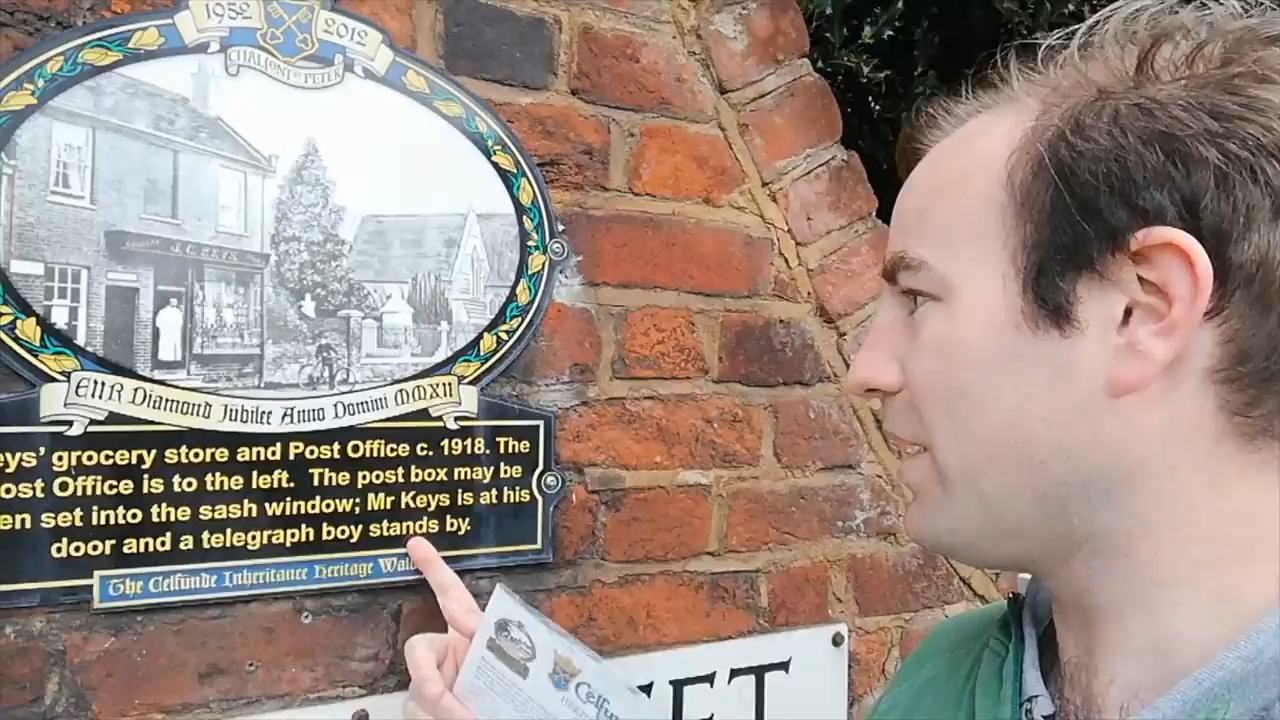 1952 2012
CHALFONT ST PETER
J.G. KEYS
EIIR Diamond Jubilee Anno Domini MMXII
eys' grocery store and Post Office c. 1918. The
ost Office is to the left. The post box may be
en set into the sash window; Mr Keys is at his
door and a telegraph boy stands by.
The Celfunde Inheritance Heritage Wal
Celfu
ET